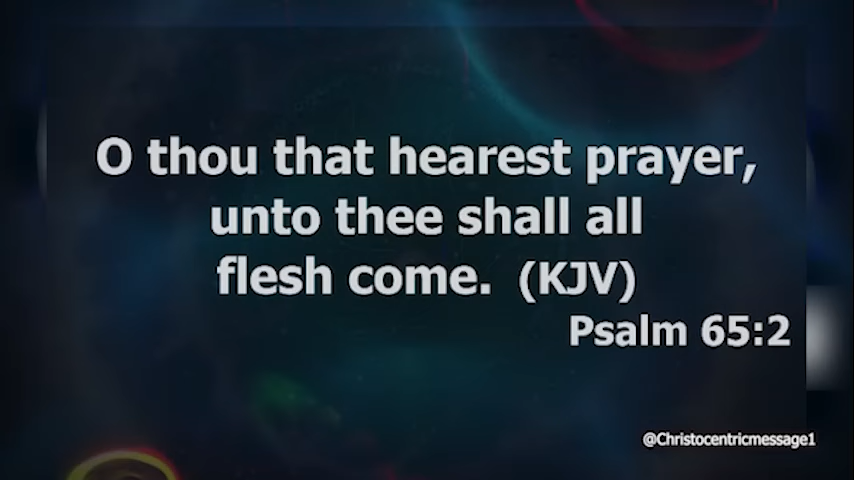 O thou that hearest prayer,
unto thee shall all
flesh come. (KJV)
Psalm 65:2
@Christocentricmessage1